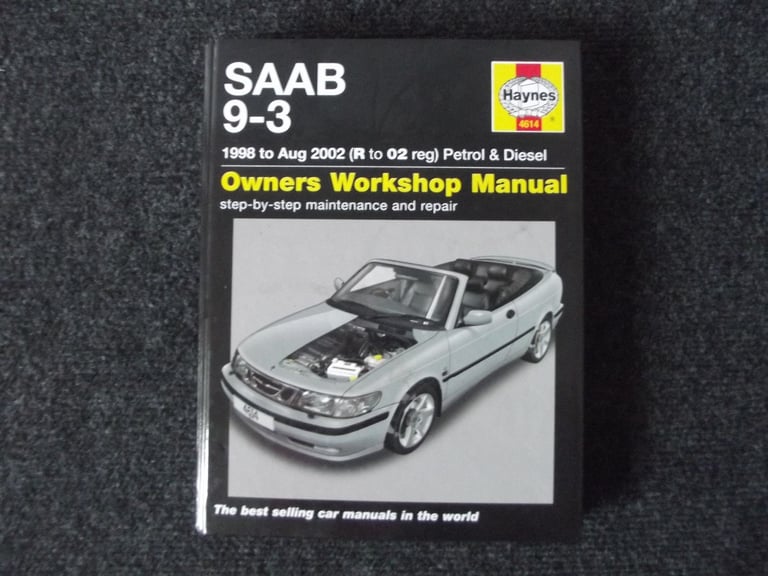 SAAB
9-3
Haynes
4614
®
1998 to Aug 2002 (R to 02 reg) Petrol & Diesel
Owners Workshop Manual
step-by-step maintenance and repair
4614
The best selling car manuals in the world